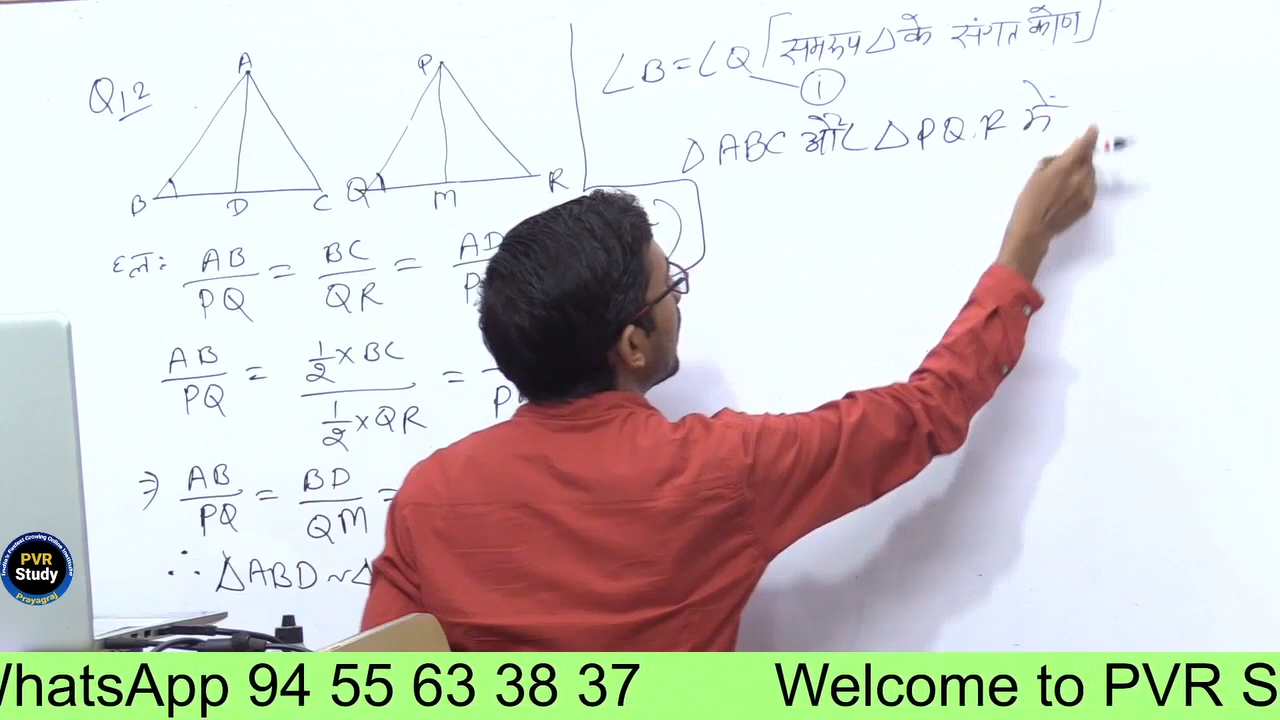 Q12
A
B D C
P
Q M R
हल: AB/PQ = BC/QR = AD
AB/PQ = 1/2 × BC / 1/2 × QR =
⇒ AB/PQ = BD/QM =
∴ △ABD ~ △
∠B = ∠Q [समरूप △ के संगत कोण]
(i)
△ABC और △PQR में
PVR
Study
Prayagraj
WhatsApp 94 55 63 38 37 Welcome to PVR S